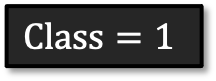 Class = 1